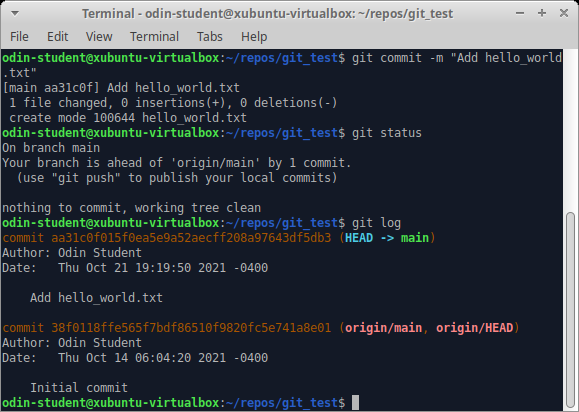 Terminal - odin-student@xubuntu-virtualbox: ~/repos/git_test
File Edit View Terminal Tabs Help
odin-student@xubuntu-virtualbox:~/repos/git_test$ git commit -m "Add hello_world
.txt"
[main aa31c0f] Add hello_world.txt
 1 file changed, 0 insertions(+), 0 deletions(-)
 create mode 100644 hello_world.txt
odin-student@xubuntu-virtualbox:~/repos/git_test$ git status
On branch main
Your branch is ahead of 'origin/main' by 1 commit.
  (use "git push" to publish your local commits)

nothing to commit, working tree clean
odin-student@xubuntu-virtualbox:~/repos/git_test$ git log
commit aa31c0f015f0ea5e9a52aecff208a97643df5db3 (HEAD -> main)
Author: Odin Student
Date:   Thu Oct 21 19:19:50 2021 -0400

    Add hello_world.txt

commit 38f0118ffe565f7bdf86510f9820fc5e741a8e01 (origin/main, origin/HEAD)
Author: Odin Student
Date:   Thu Oct 14 06:04:20 2021 -0400

    Initial commit
odin-student@xubuntu-virtualbox:~/repos/git_test$